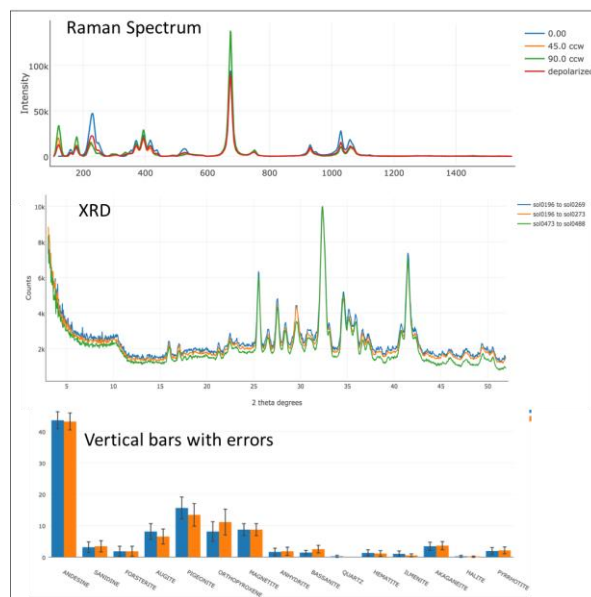 Raman Spectrum
0.00
45.0 ccw
90.0 ccw
depolarized
Intensity
100k
50k
0
200 400 600 800 1000 1200 1400
XRD
sol0196 to sol0269
sol0196 to sol0273
sol0473 to sol0488
Counts
10k
8k
6k
4k
2k
5 10 15 20 25 30 35 40 45 50
2 theta degrees
Vertical bars with errors
40
30
20
10
0
ANDESINE
SANIDINE
FORSTERITE
AUGITE
PIGEONITE
ORTHOPYROXENE
MAGNETITE
ANHYDRITE
BASSANITE
QUARTZ
HEMATITE
ILMENITE
AKAGANEITE
HALITE
PYRRHOTITE